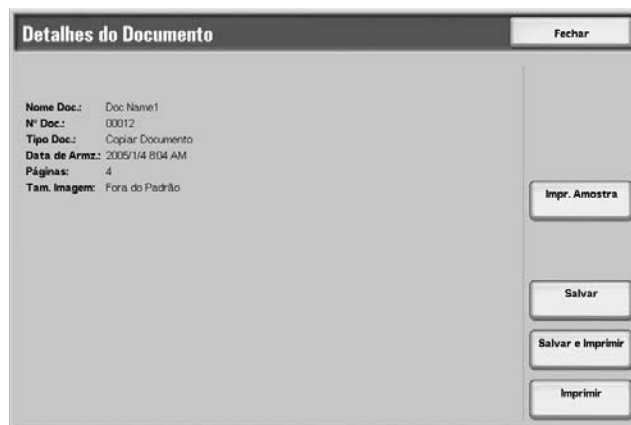 Detalhes do Documento
Fechar
Nome Doc.: Doc Name1
Nº Doc.: 00012
Tipo Doc.: Copiar Documento
Data de Armz.: 2005/1/4 8:04 AM
Páginas: 4
Tam. Imagem: Fora do Padrão
Impr. Amostra
Salvar
Salvar e Imprimir
Imprimir